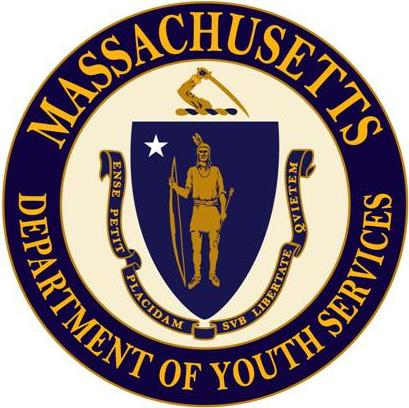 MASSACHUSETTS
ENSE PETIT PLACIDAM SVB LIBERTATE QVIETEM
DEPARTMENT OF YOUTH SERVICES